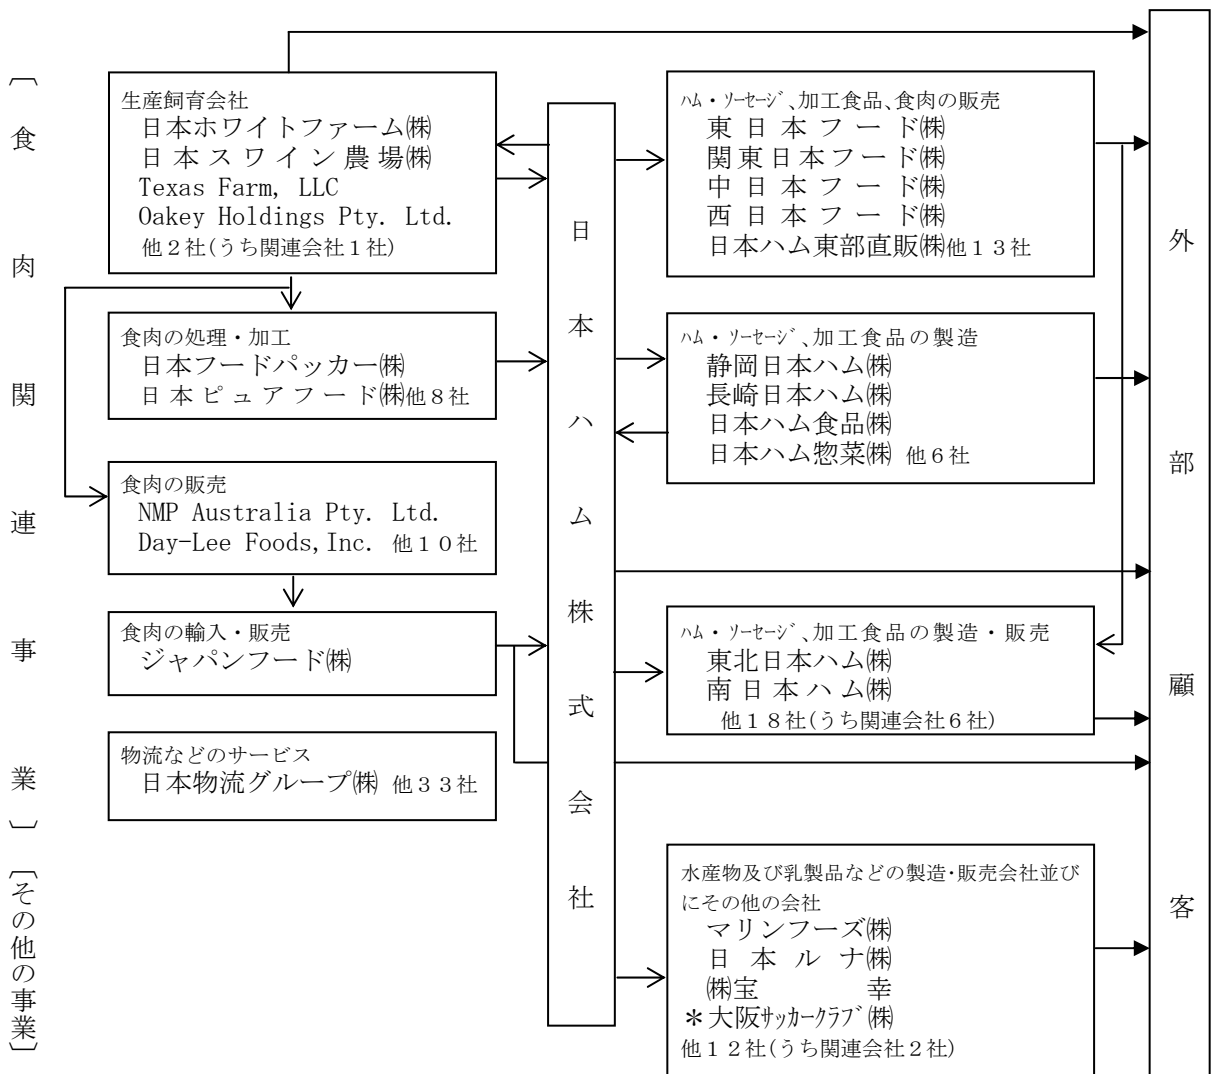 〔食肉関連事業〕
生産飼育会社
日本ホワイトファーム㈱
日本スワイン農場㈱
Texas Farm, LLC
Oakey Holdings Pty. Ltd.
他２社(うち関連会社１社)
食肉の処理・加工
日本フードパッカー㈱
日本ピュアフード㈱他８社
食肉の販売
NMP Australia Pty. Ltd.
Day-Lee Foods,Inc. 他１０社
食肉の輸入・販売
ジャパンフード㈱
物流などのサービス
日本物流グループ㈱ 他３３社
〔その他の事業〕
日本ハム株式会社
ﾊﾑ・ｿｰｾｰｼﾞ、加工食品、食肉の販売
東日本フード㈱
関東日本フード㈱
中日本フード㈱
西日本フード㈱
日本ハム東部直販㈱他１３社
ﾊﾑ・ｿｰｾｰｼﾞ、加工食品の製造
静岡日本ハム㈱
長崎日本ハム㈱
日本ハム食品㈱
日本ハム惣菜㈱ 他６社
ﾊﾑ・ｿｰｾｰｼﾞ、加工食品の製造・販売
東北日本ハム㈱
南日本ハム㈱
他１８社(うち関連会社６社)
水産物及び乳製品などの製造・販売会社並び
にその他の会社
マリンフーズ㈱
日本ルナ㈱
㈱宝幸
＊大阪ｻｯｶｰｸﾗﾌﾞ㈱
他１２社(うち関連会社２社)
外部顧客